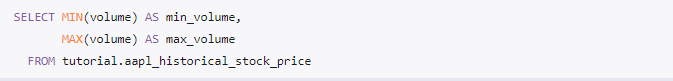 SELECT MIN(volume) AS min_volume,
MAX(volume) AS max_volume
FROM tutorial.aapl_historical_stock_price